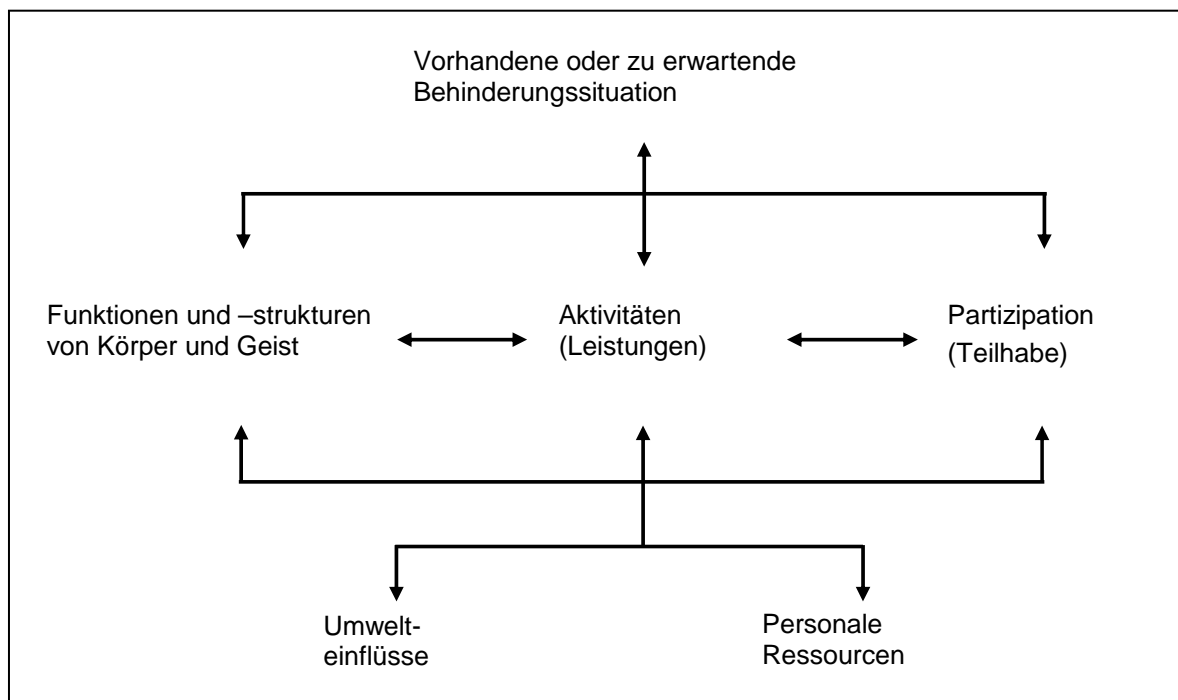 Vorhandene oder zu erwartende
Behinderungssituation
Funktionen und –strukturen
von Körper und Geist
Aktivitäten
(Leistungen)
Partizipation
(Teilhabe)
Umwelt-
einflüsse
Personale
Ressourcen